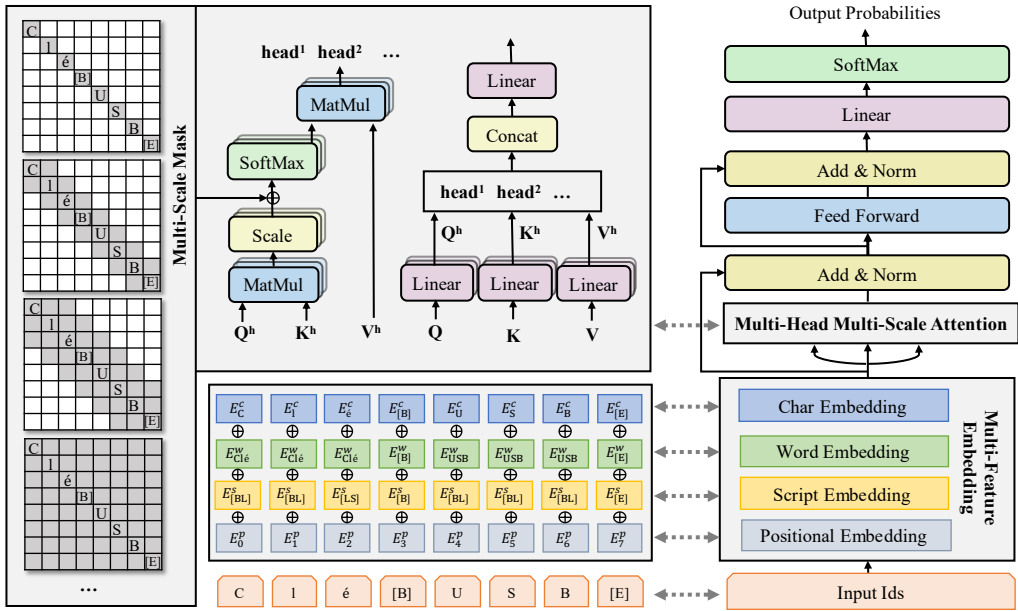 Output Probabilities
SoftMax
Linear
Add & Norm
Feed Forward
Add & Norm
Multi-Head Multi-Scale Attention
Char Embedding
Word Embedding
Script Embedding
Positional Embedding
Multi-Feature
Embedding
Input Ids
Multi-Scale Mask
C
l
é
[B]
U
S
B
[E]
C
l
é
[B]
U
S
B
[E]
C
l
é
[B]
U
S
B
[E]
C
l
é
[B]
U
S
B
[E]
...
head¹ head² ...
MatMul
SoftMax
Scale
MatMul
Qʰ Kʰ Vʰ
Linear
Concat
head¹ head² ...
Qʰ Kʰ Vʰ
Linear Linear Linear
Q K V
E^c_C E^c_l E^c_é E^c_[B] E^c_U E^c_S E^c_B E^c_[E]
E^w_Clé E^w_Clé E^w_Clé E^w_[B] E^w_USB E^w_USB E^w_USB E^w_[E]
E^s_[BL] E^s_[BL] E^s_[LS] E^s_[B] E^s_[BL] E^s_[BL] E^s_[BL] E^s_[E]
E^p_0 E^p_1 E^p_2 E^p_3 E^p_4 E^p_5 E^p_6 E^p_7
C l é [B] U S B [E]